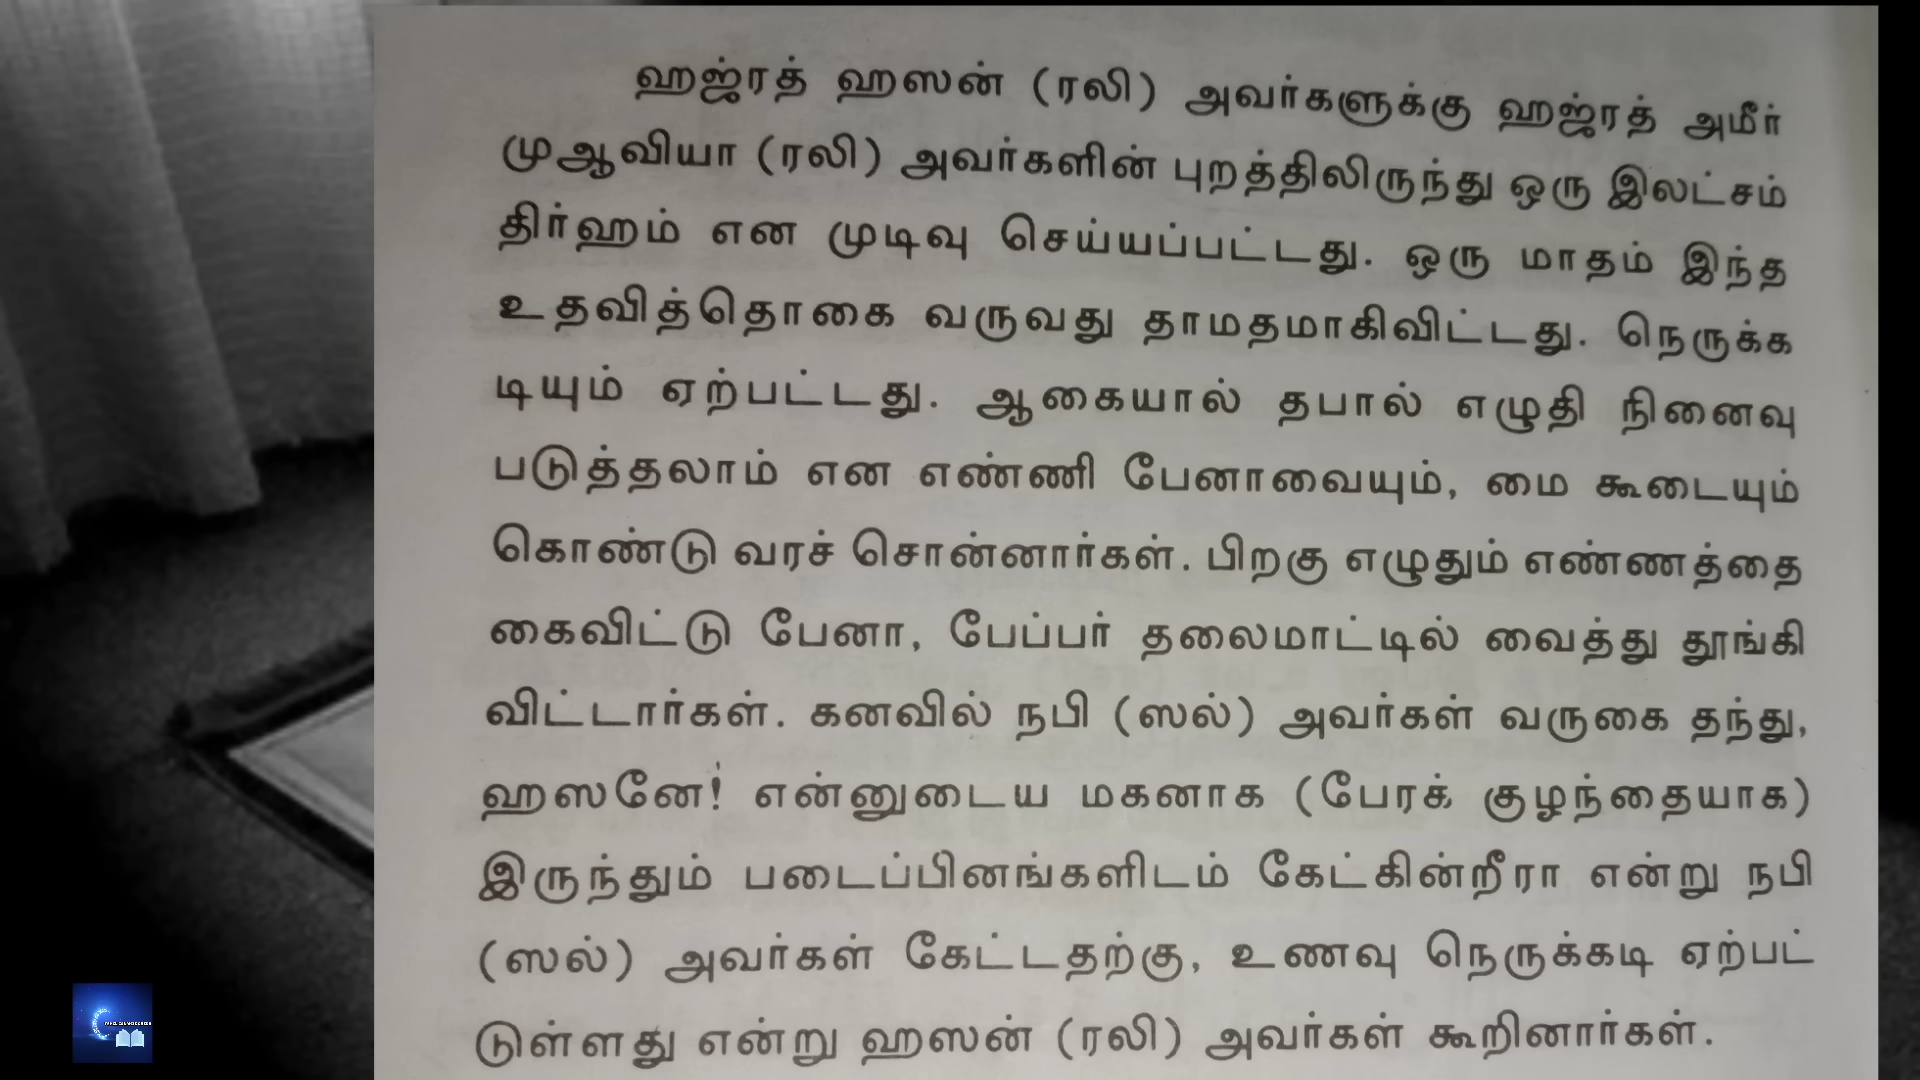 ஹஜ்ரத் ஹஸன் (ரலி) அவர்களுக்கு ஹஜ்ரத் அமீர்
முஆவியா (ரலி) அவர்களின் புறத்திலிருந்து ஒரு இலட்சம்
திர்ஹம் என முடிவு செய்யப்பட்டது. ஒரு மாதம் இந்த
உதவித்தொகை வருவது தாமதமாகிவிட்டது. நெருக்க
டியும் ஏற்பட்டது. ஆகையால் தபால் எழுதி நினைவு
படுத்தலாம் என எண்ணி பேனாவையும், மை கூடையும்
கொண்டு வரச் சொன்னார்கள். பிறகு எழுதும் எண்ணத்தை
கைவிட்டு பேனா, பேப்பர் தலைமாட்டில் வைத்து தூங்கி
விட்டார்கள். கனவில் நபி (ஸல்) அவர்கள் வருகை தந்து,
ஹஸனே! என்னுடைய மகனாக (பேரக் குழந்தையாக)
இருந்தும் படைப்பினங்களிடம் கேட்கின்றீரா என்று நபி
(ஸல்) அவர்கள் கேட்டதற்கு, உணவு நெருக்கடி ஏற்பட்
டுள்ளது என்று ஹஸன் (ரலி) அவர்கள் கூறினார்கள்.